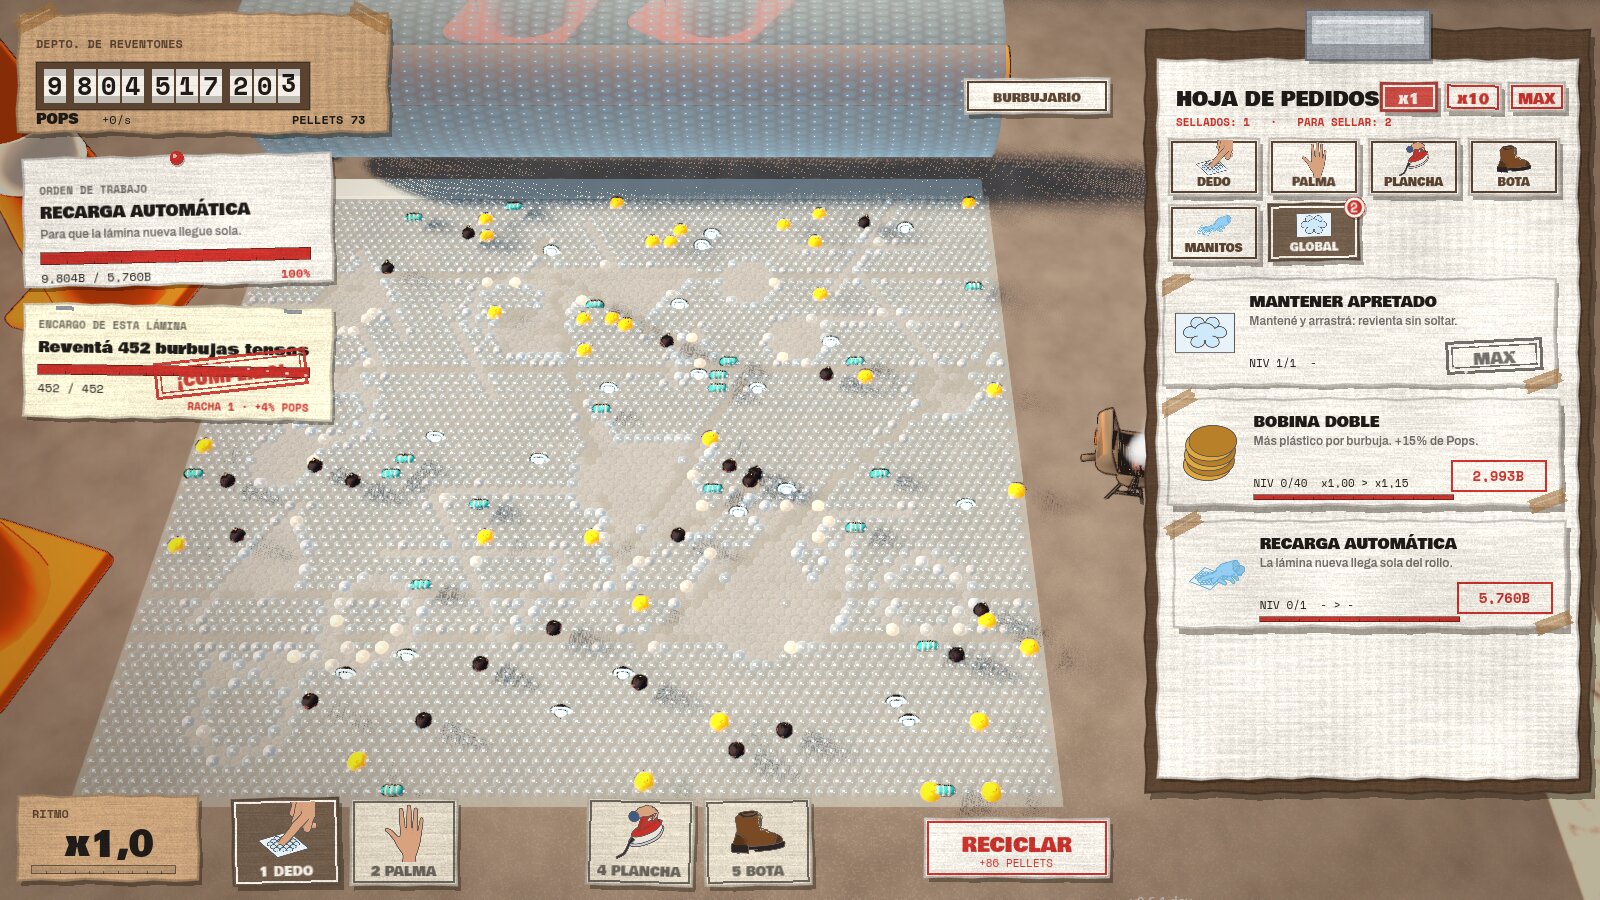 DEPTO. DE REVENTONES
9 804 517 203
POPS +0/s PELLETS 73
ORDEN DE TRABAJO
RECARGA AUTOMÁTICA
Para que la lámina nueva llegue sola.
9.804B / 5.760B 100%
ENCARGO DE ESTA LÁMINA
Reventá 452 burbujas tensas
452 / 452
RACHA 1 · +4% POPS
BURBUJARIO
HOJA DE PEDIDOS
x1
x10
MAX
SELLADOS: 1 · PARA SELLAR: 2
DEDO
PALMA
PLANCHA
BOTA
MANITOS
GLOBAL
2
MANTENER APRETADO
Mantené y arrastrá: revienta sin soltar.
NIV 1/1 -
MAX
BOBINA DOBLE
Más plástico por burbuja. +15% de Pops.
NIV 0/40 x1.00 > x1.15
2.993B
RECARGA AUTOMÁTICA
La lámina nueva llega sola del rollo.
NIV 0/1 - > -
5.760B
RITMO
x1,0
1 DEDO
2 PALMA
4 PLANCHA
5 BOTA
RECICLAR
+86 PELLETS